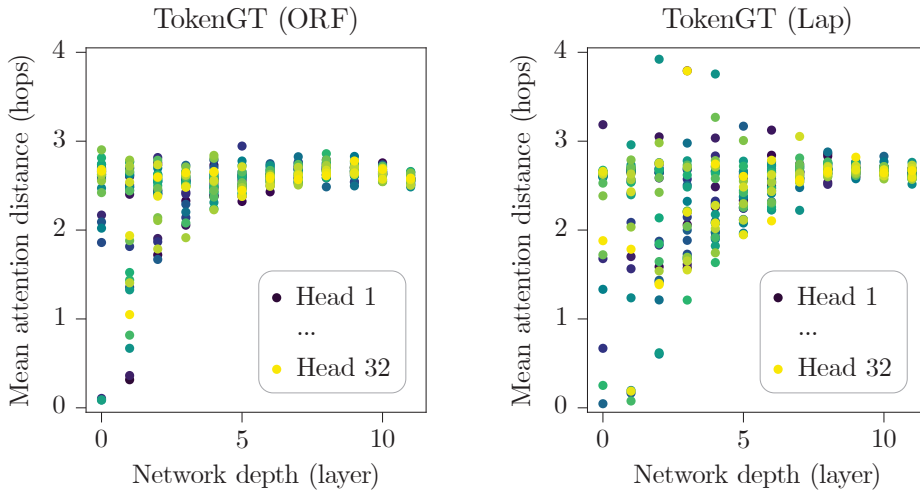 TokenGT (ORF)
Mean attention distance (hops)
4
3
2
1
0
Head 1
...
Head 32
0 5 10
Network depth (layer)
TokenGT (Lap)
Mean attention distance (hops)
4
3
2
1
0
Head 1
...
Head 32
0 5 10
Network depth (layer)